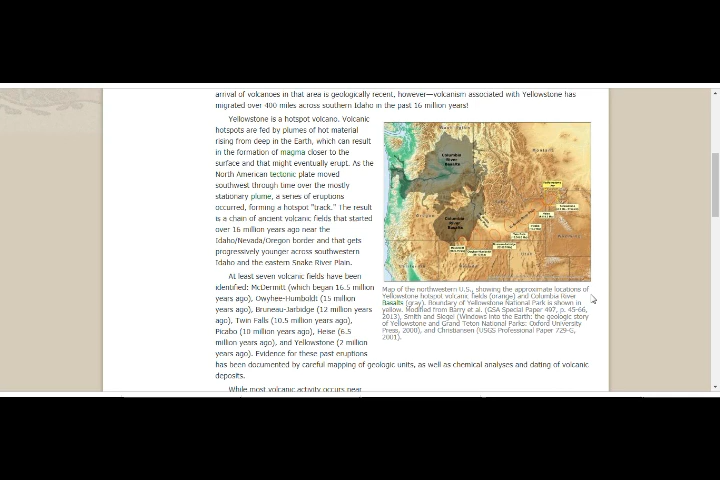 arrival of volcanoes in that area is geologically recent, however—volcanism associated with Yellowstone has
migrated over 400 miles across southern Idaho in the past 16 million years!
Yellowstone is a hotspot volcano. Volcanic
hotspots are fed by plumes of hot material
rising from deep in the Earth, which can result
in the formation of magma closer to the
surface and that might eventually erupt. As the
North American tectonic plate moved
southwest through time over the mostly
stationary plume, a series of eruptions
occurred, forming a hotspot "track." The result
is a chain of ancient volcanic fields that started
over 16 million years ago near the
Idaho/Nevada/Oregon border and that gets
progressively younger across southwestern
Idaho and the eastern Snake River Plain.
At least seven volcanic fields have been
identified: McDermitt (which began 16.5 million
years ago), Owyhee-Humboldt (15 million
years ago), Bruneau-Jarbidge (12 million years
ago), Twin Falls (10.5 million years ago),
Picabo (10 million years ago), Heise (6.5
million years ago), and Yellowstone (2 million
years ago). Evidence for these past eruptions
has been documented by careful mapping of geologic units, as well as chemical analyses and dating of volcanic
deposits.
While most volcanic activity occurs near
Columbia
River
Basalts
Columbia
River
Basalts
Map of the northwestern U.S., showing the approximate locations of
Yellowstone hotspot volcanic fields (orange) and Columbia River
Basalts (gray). Boundary of Yellowstone National Park is shown in
yellow. Modified from Barry et al. (GSA Special Paper 497, p. 45-66,
2013), Smith and Siegel (Windows into the Earth: the geologic story
of Yellowstone and Grand Teton National Parks: Oxford University
Press, 2000), and Christiansen (USGS Professional Paper 729-G,
2001).